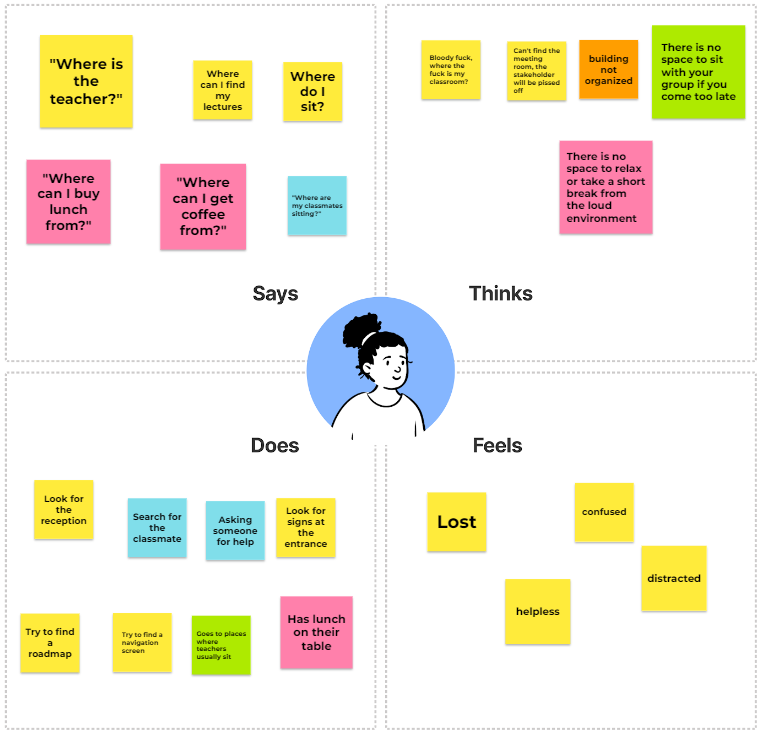 "Where is
the
teacher?"
Where
can I find
my
lectures
Where
do I
sit?
"Where
can I buy
lunch
from?"
"Where
can I get
coffee
from?"
"Where are
my classmates
sitting?"
Says
Bloody fuck,
where the
fuck is my
classroom?
Can't find the
meeting
room, the
stakeholder
will be pissed
off
building
not
organized
There is no
space to sit
with your
group if you
come too late
There is no
space to relax
or take a short
break from
the loud
environment
Thinks
Does
Look for
the
reception
Search for
the
classmate
Asking
someone
for help
Look for
signs at
the
entrance
Try to find
a
roadmap
Try to find a
navigation
screen
Goes to places
where
teachers
usually sit
Has lunch
on their
table
Feels
Lost
confused
distracted
helpless